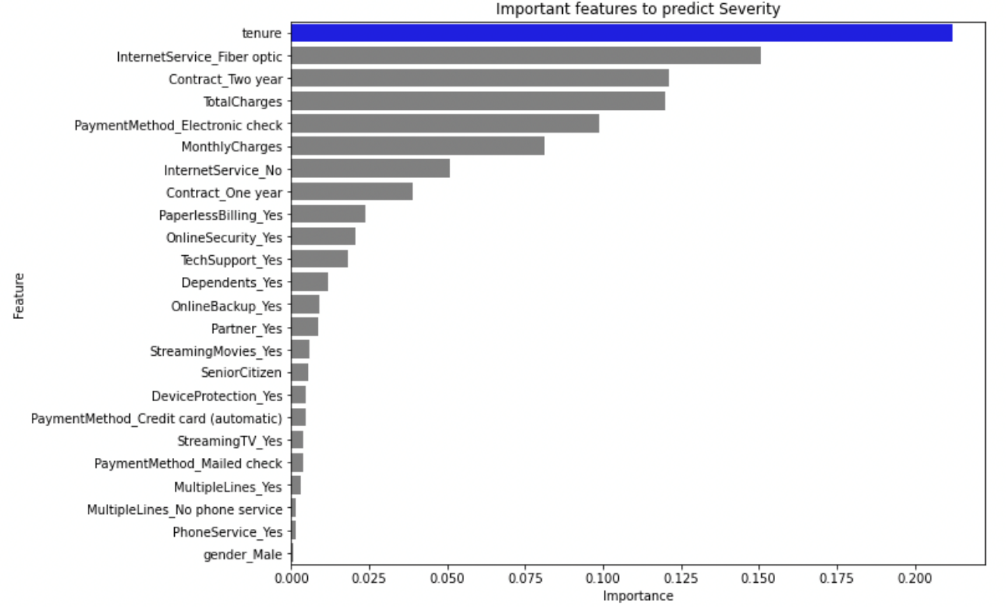 Important features to predict Severity
tenure
InternetService_Fiber optic
Contract_Two year
TotalCharges
PaymentMethod_Electronic check
MonthlyCharges
InternetService_No
Contract_One year
PaperlessBilling_Yes
OnlineSecurity_Yes
TechSupport_Yes
Dependents_Yes
OnlineBackup_Yes
Partner_Yes
StreamingMovies_Yes
SeniorCitizen
DeviceProtection_Yes
PaymentMethod_Credit card (automatic)
StreamingTV_Yes
PaymentMethod_Mailed check
MultipleLines_Yes
MultipleLines_No phone service
PhoneService_Yes
gender_Male
Feature
0.000 0.025 0.050 0.075 0.100 0.125 0.150 0.175 0.200
Importance